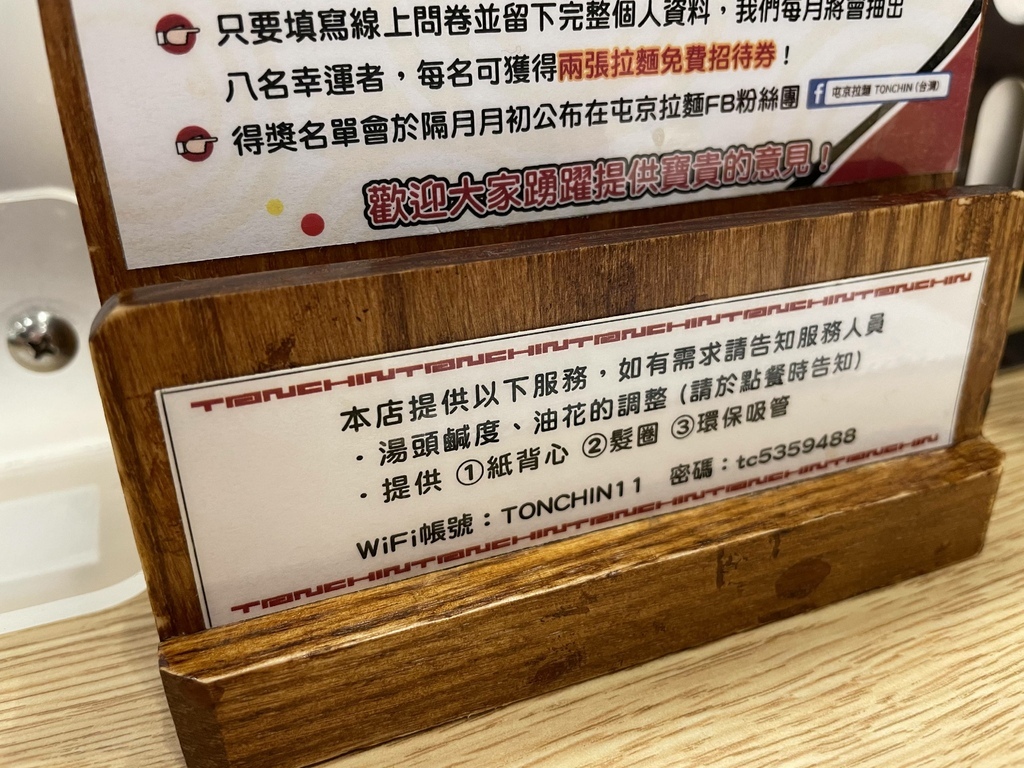 只要填寫線上問卷並留下完整個人資料，我們每月將會抽出
八名幸運者，每名可獲得兩張拉麵免費招待券！
得獎名單會於隔月月初公布在屯京拉麵FB粉絲團 f 屯京拉麵 TONCHIN (台灣)
歡迎大家踴躍提供寶貴的意見！
TONCHINTONCHINTONCHINTONCHINTONCHIN
本店提供以下服務，如有需求請告知服務人員
·湯頭鹹度、油花的調整 (請於點餐時告知)
·提供 ①紙背心 ②髮圈 ③環保吸管
WiFi帳號：TONCHIN11 密碼：tc5359488
TONCHINTONCHINTONCHINTONCHINTONCHIN